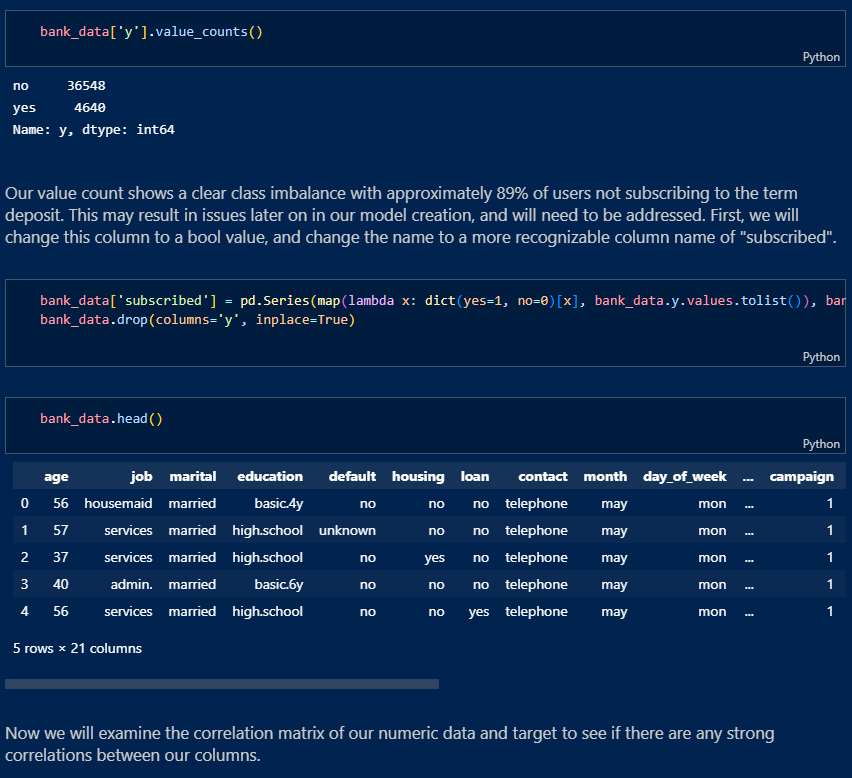 bank_data['y'].value_counts()
Python
no 36548
yes 4640
Name: y, dtype: int64
Our value count shows a clear class imbalance with approximately 89% of users not subscribing to the term
deposit. This may result in issues later on in our model creation, and will need to be addressed. First, we will
change this column to a bool value, and change the name to a more recognizable column name of "subscribed".
bank_data['subscribed'] = pd.Series(map(lambda x: dict(yes=1, no=0)[x], bank_data.y.values.tolist()), bar
bank_data.drop(columns='y', inplace=True)
Python
bank_data.head()
Python
age job marital education default housing loan contact month day_of_week ... campaign
0 56 housemaid married basic.4y no no no telephone may mon ... 1
1 57 services married high.school unknown no no telephone may mon ... 1
2 37 services married high.school no yes no telephone may mon ... 1
3 40 admin. married basic.6y no no no telephone may mon ... 1
4 56 services married high.school no no yes telephone may mon ... 1
5 rows × 21 columns
Now we will examine the correlation matrix of our numeric data and target to see if there are any strong
correlations between our columns.